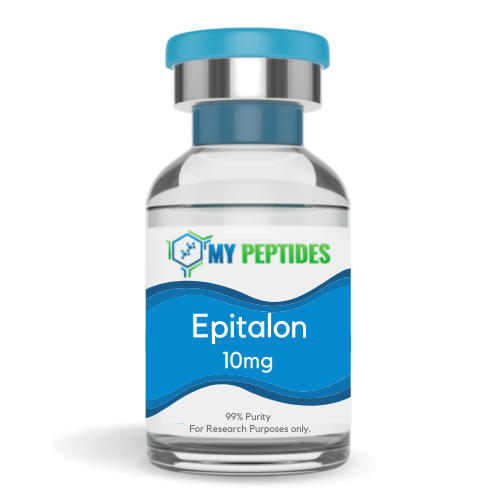 MY PEPTIDES
Epitalon
10mg
99% Purity
For Research Purposes only.